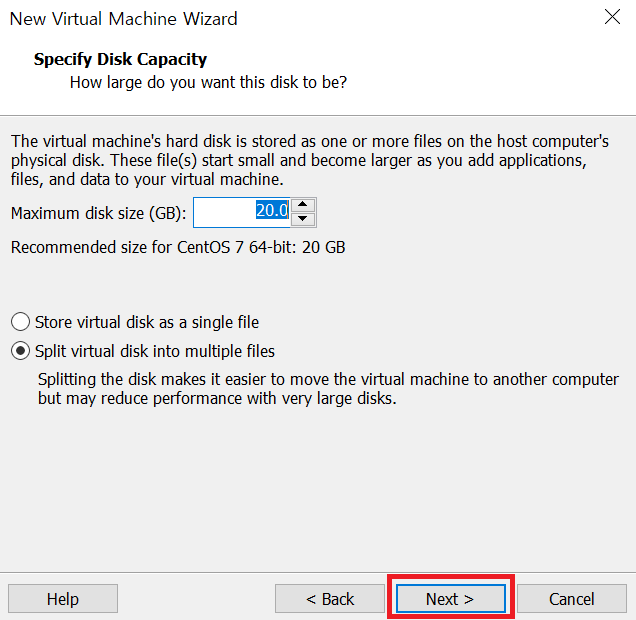 New Virtual Machine Wizard
Specify Disk Capacity
How large do you want this disk to be?
The virtual machine's hard disk is stored as one or more files on the host computer's
physical disk. These file(s) start small and become larger as you add applications,
files, and data to your virtual machine.
Maximum disk size (GB): 20.0
Recommended size for CentOS 7 64-bit: 20 GB
Store virtual disk as a single file
Split virtual disk into multiple files
Splitting the disk makes it easier to move the virtual machine to another computer
but may reduce performance with very large disks.
Help < Back Next > Cancel